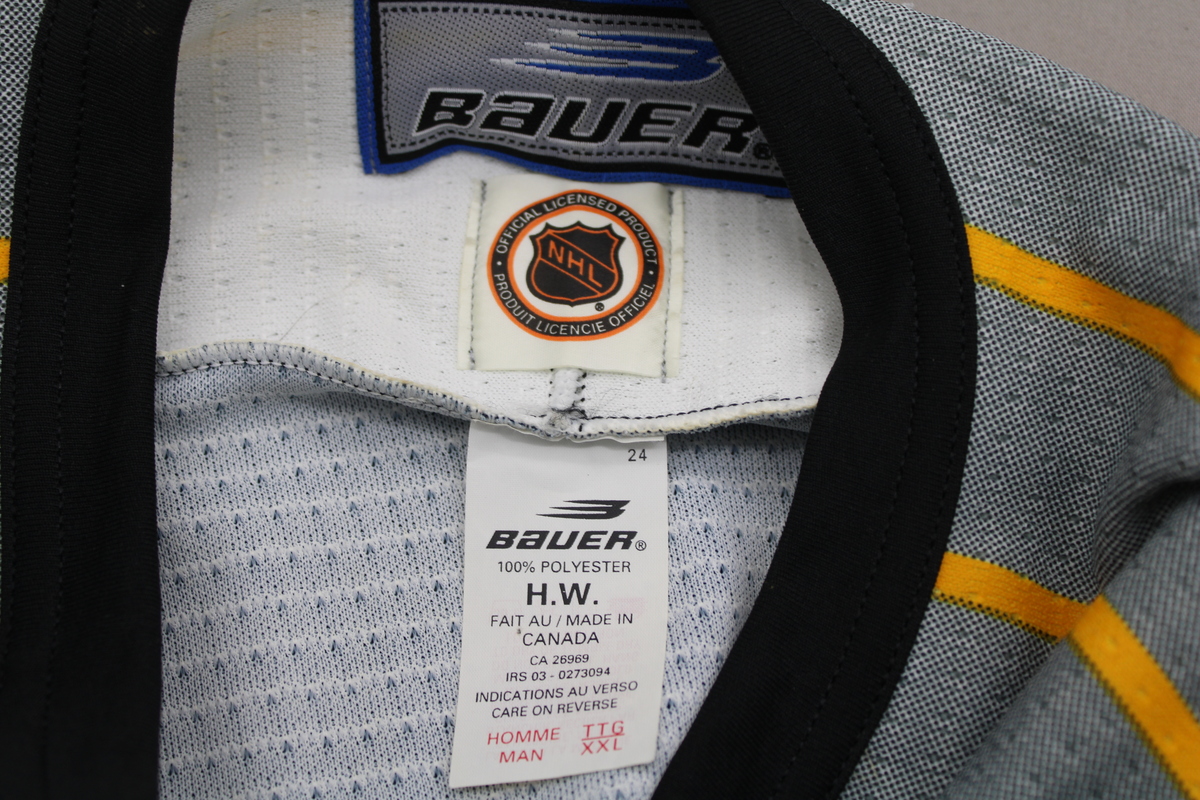 BAUER®
OFFICIAL LICENSED PRODUCT
NHL®
PRODUIT LICENCIE OFFICIEL
24
BAUER®
100% POLYESTER
H.W.
FAIT AU / MADE IN
CANADA
CA 26969
IRS 03 - 0273094
INDICATIONS AU VERSO
CARE ON REVERSE
HOMME TTG
MAN XXL